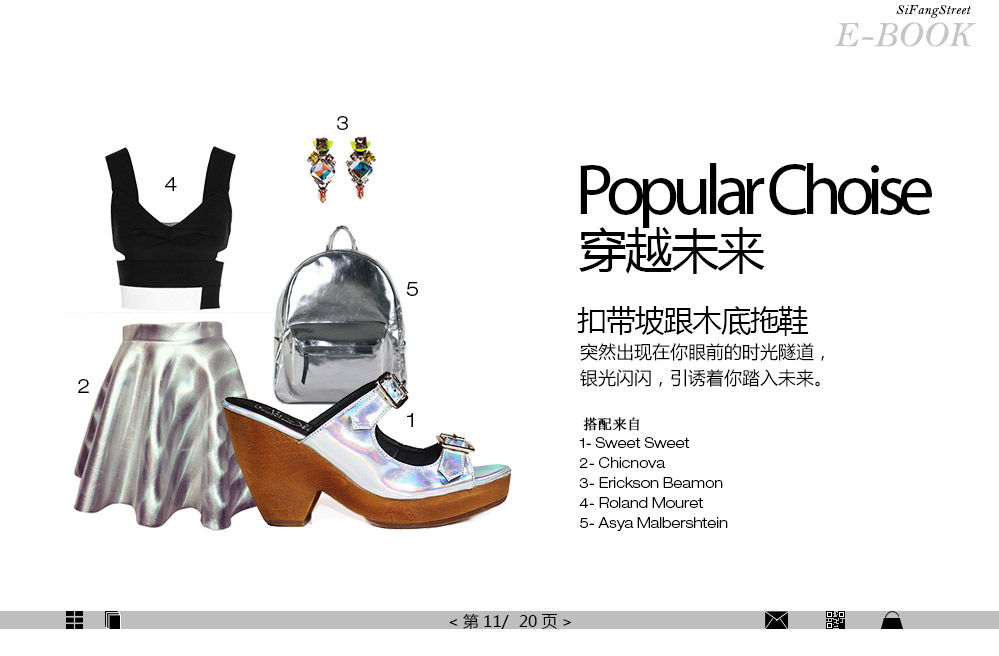 SiFangStreet
E-BOOK
3
4
5
2
1
Popular Choise
穿越未来
扣带坡跟木底拖鞋
突然出现在你眼前的时光隧道，
银光闪闪，引诱着你踏入未来。
搭配来自
1- Sweet Sweet
2- Chicnova
3- Erickson Beamon
4- Roland Mouret
5- Asya Malbershtein
< 第 11/ 20 页 >